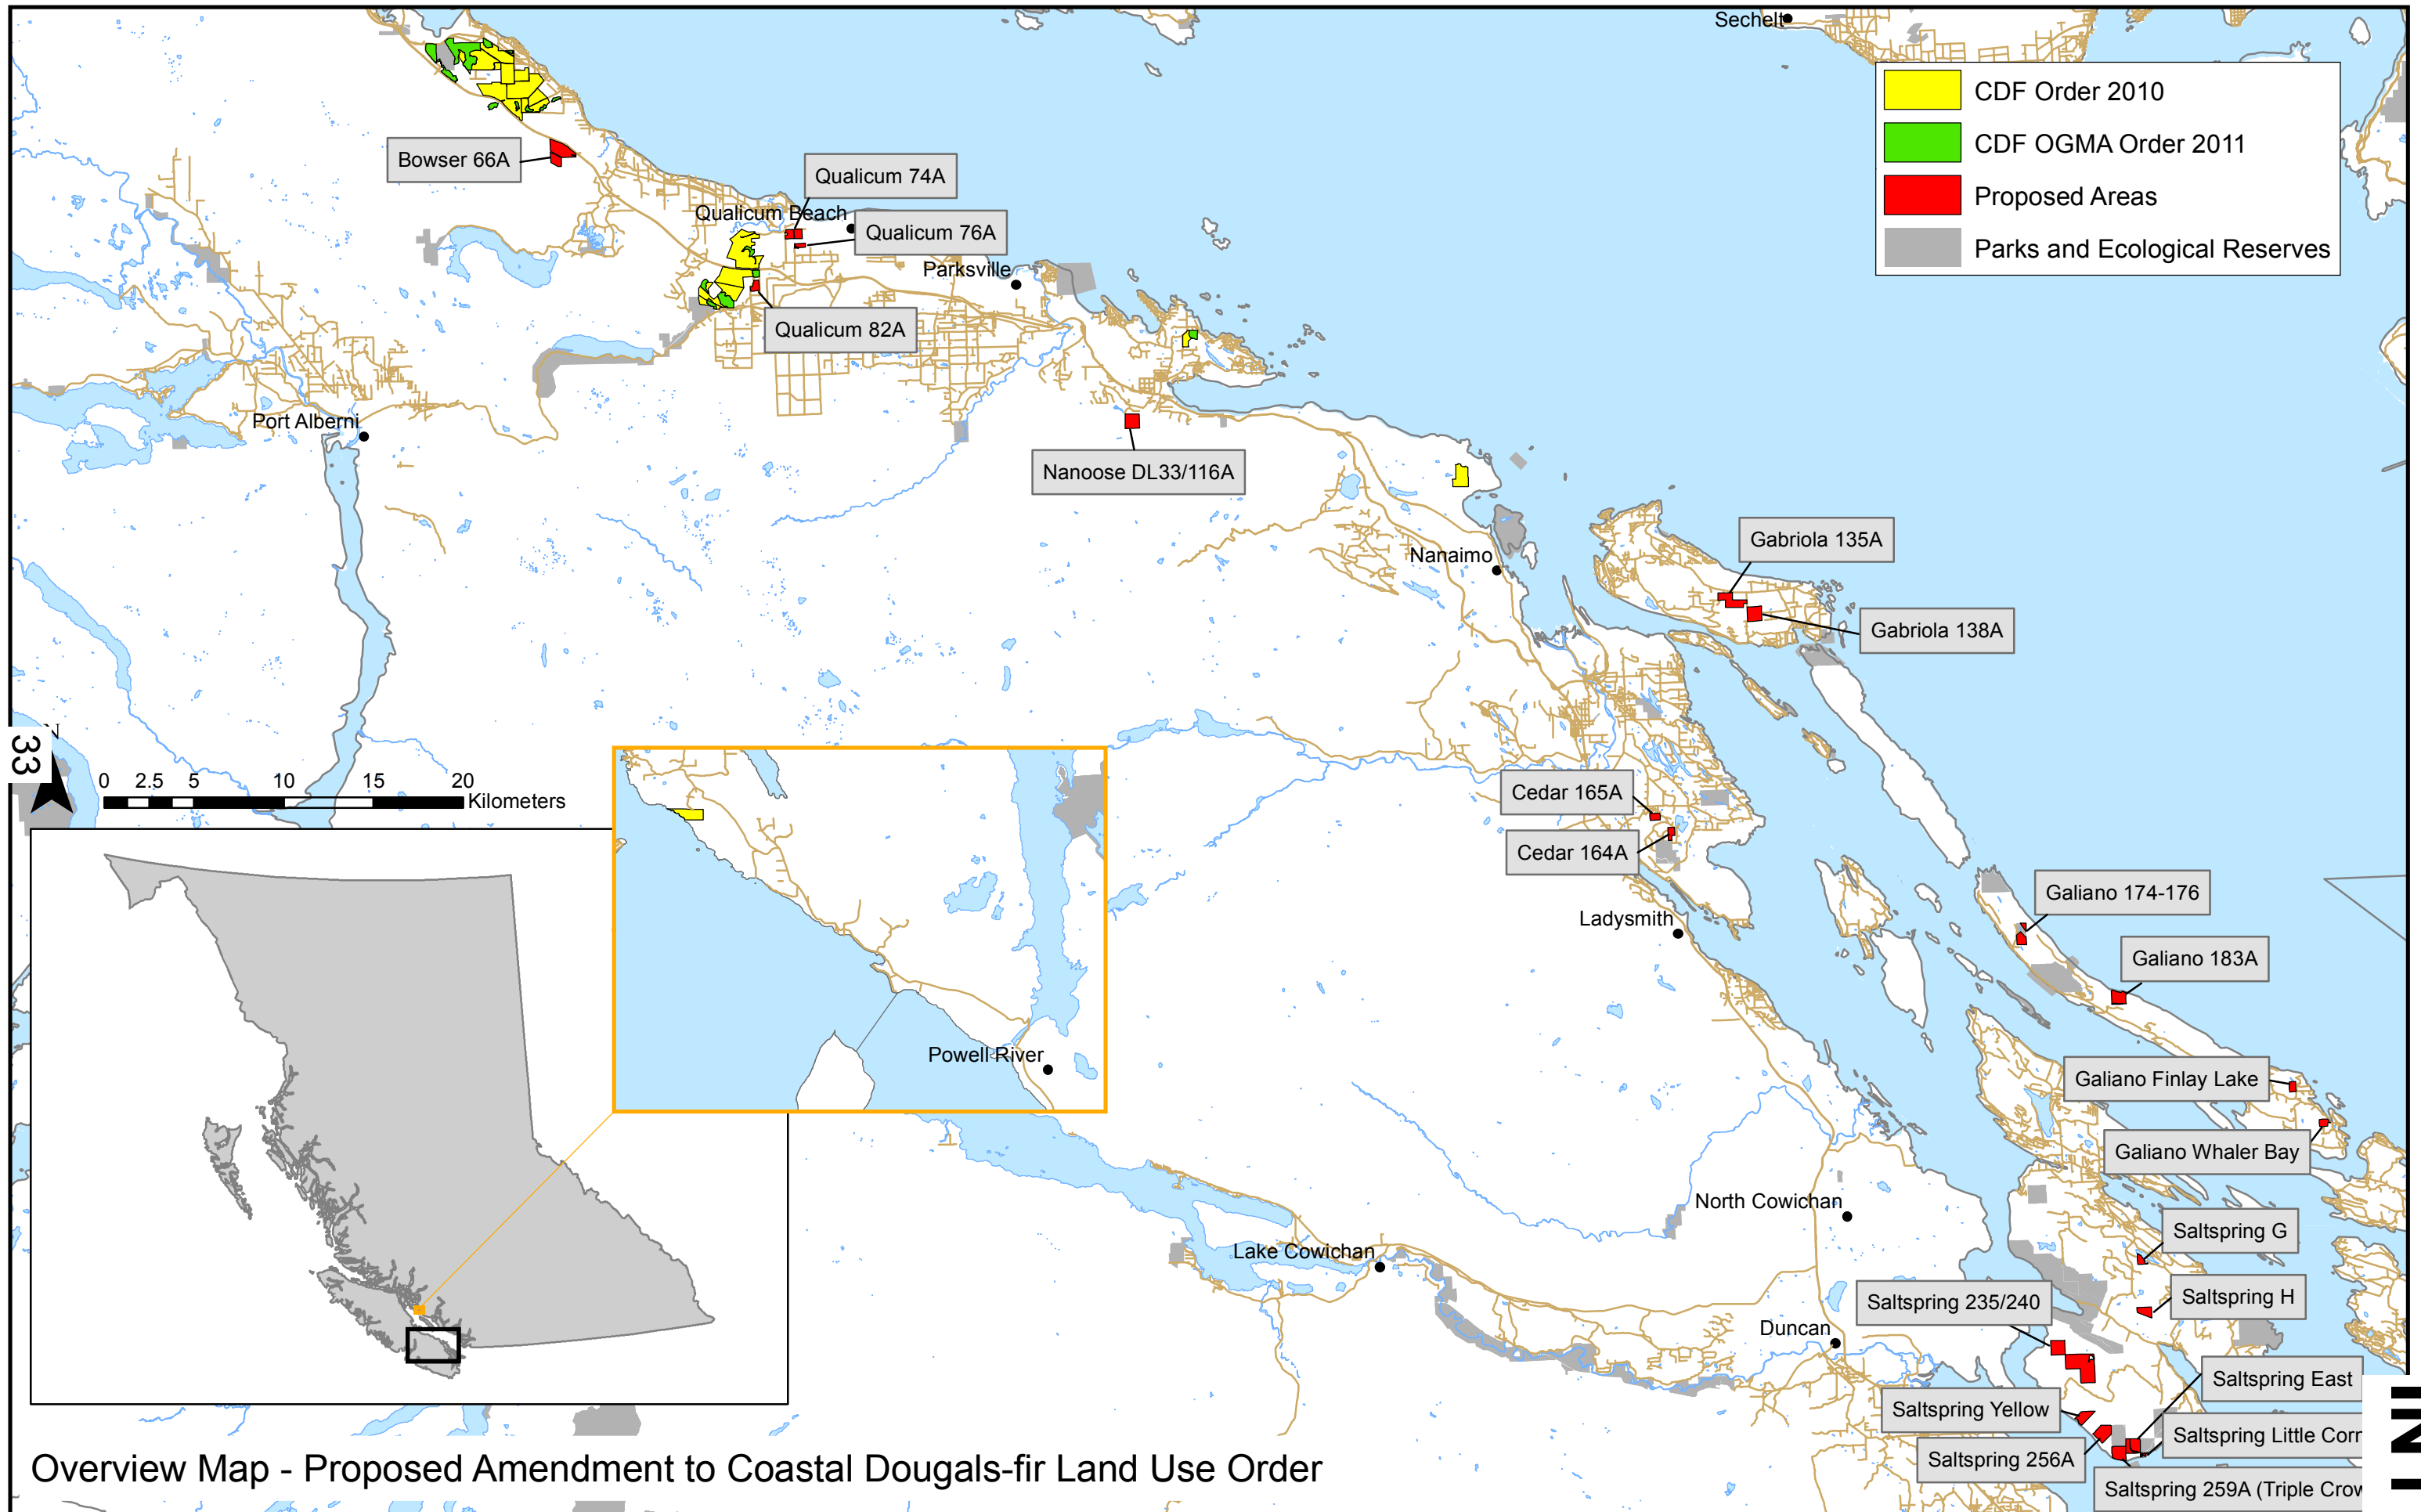 Sechelt
CDF Order 2010
CDF OGMA Order 2011
Proposed Areas
Parks and Ecological Reserves
Bowser 66A
Qualicum 74A
Qualicum Beach
Qualicum 76A
Parksville
Qualicum 82A
Port Alberni
Nanoose DL33/116A
Gabriola 135A
Nanaimo
Gabriola 138A
N
33
0 2.5 5 10 15 20
Kilometers
Cedar 165A
Cedar 164A
Galiano 174-176
Ladysmith
Galiano 183A
Powell River
Galiano Finlay Lake
Galiano Whaler Bay
North Cowichan
Saltspring G
Lake Cowichan
Saltspring H
Saltspring 235/240
Duncan
Saltspring East
Saltspring Yellow
Saltspring Little Corn
Saltspring 256A
Saltspring 259A (Triple Crow
Overview Map - Proposed Amendment to Coastal Dougals-fir Land Use Order